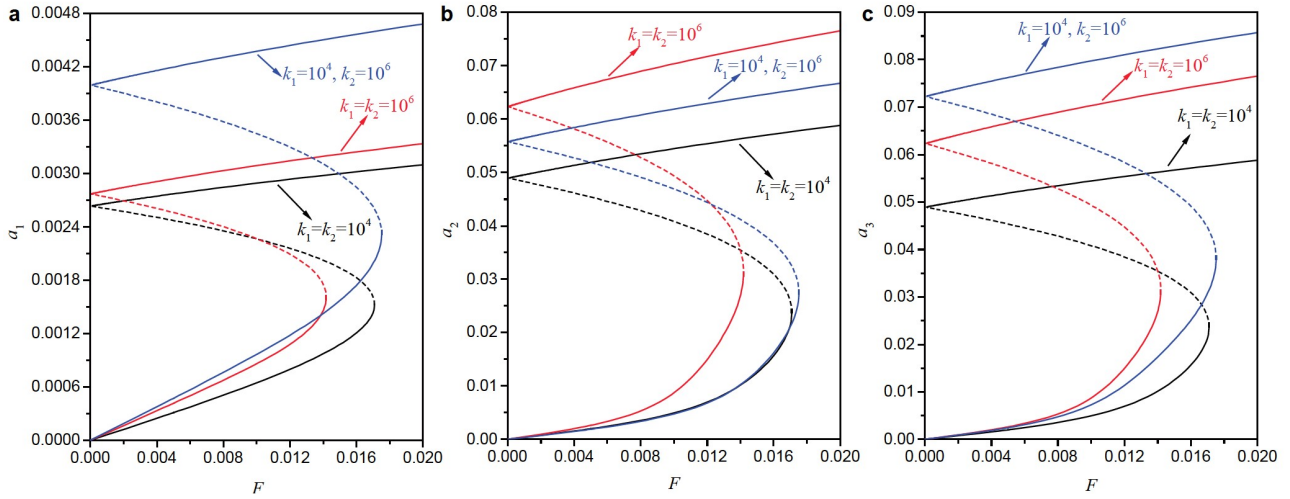 a
0.0048
0.0042
0.0036
0.0030
0.0024
0.0018
0.0012
0.0006
0.0000
a₁
k₁=10⁴, k₂=10⁶
k₁=k₂=10⁶
k₁=k₂=10⁴
0.000 0.004 0.008 0.012 0.016 0.020
F
b
0.08
0.07
0.06
0.05
0.04
0.03
0.02
0.01
0.00
a₂
k₁=k₂=10⁶
k₁=10⁴, k₂=10⁶
k₁=k₂=10⁴
0.000 0.004 0.008 0.012 0.016 0.020
F
c
0.09
0.08
0.07
0.06
0.05
0.04
0.03
0.02
0.01
0.00
a₃
k₁=10⁴, k₂=10⁶
k₁=k₂=10⁶
k₁=k₂=10⁴
0.000 0.004 0.008 0.012 0.016 0.020
F